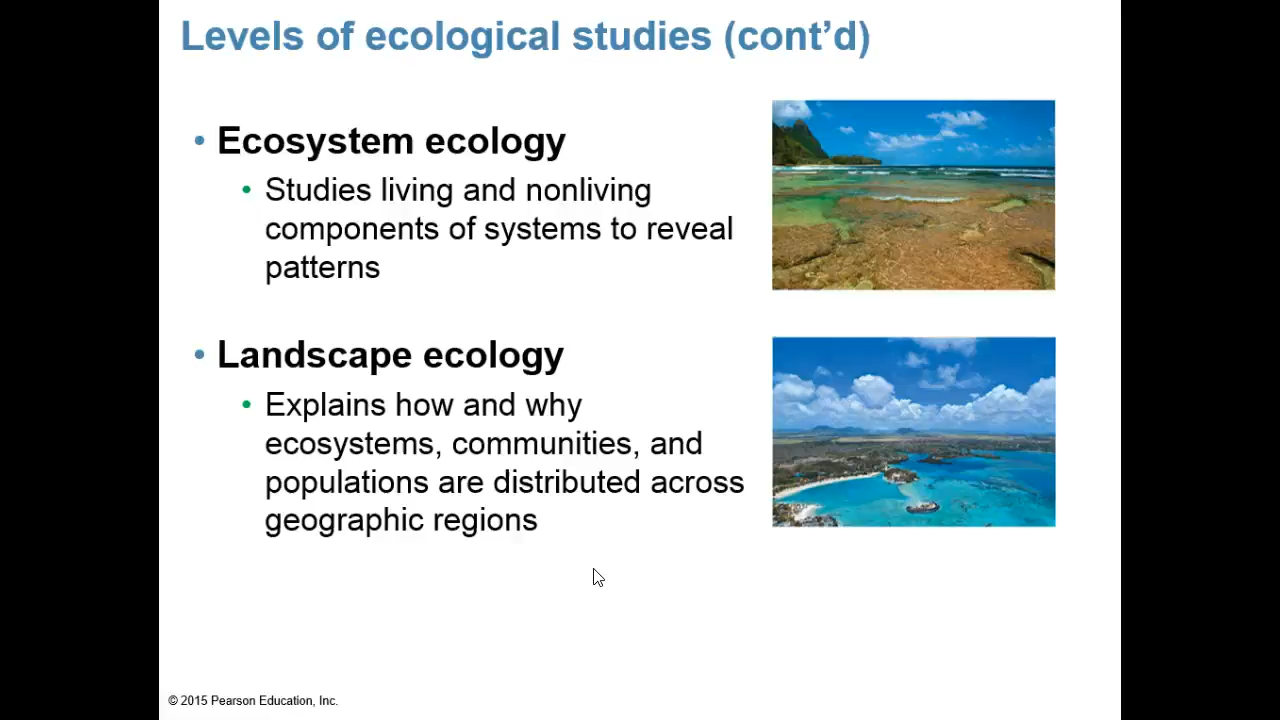 Levels of ecological studies (cont’d)
• Ecosystem ecology
• Studies living and nonliving
components of systems to reveal
patterns
• Landscape ecology
• Explains how and why
ecosystems, communities, and
populations are distributed across
geographic regions
© 2015 Pearson Education, Inc.